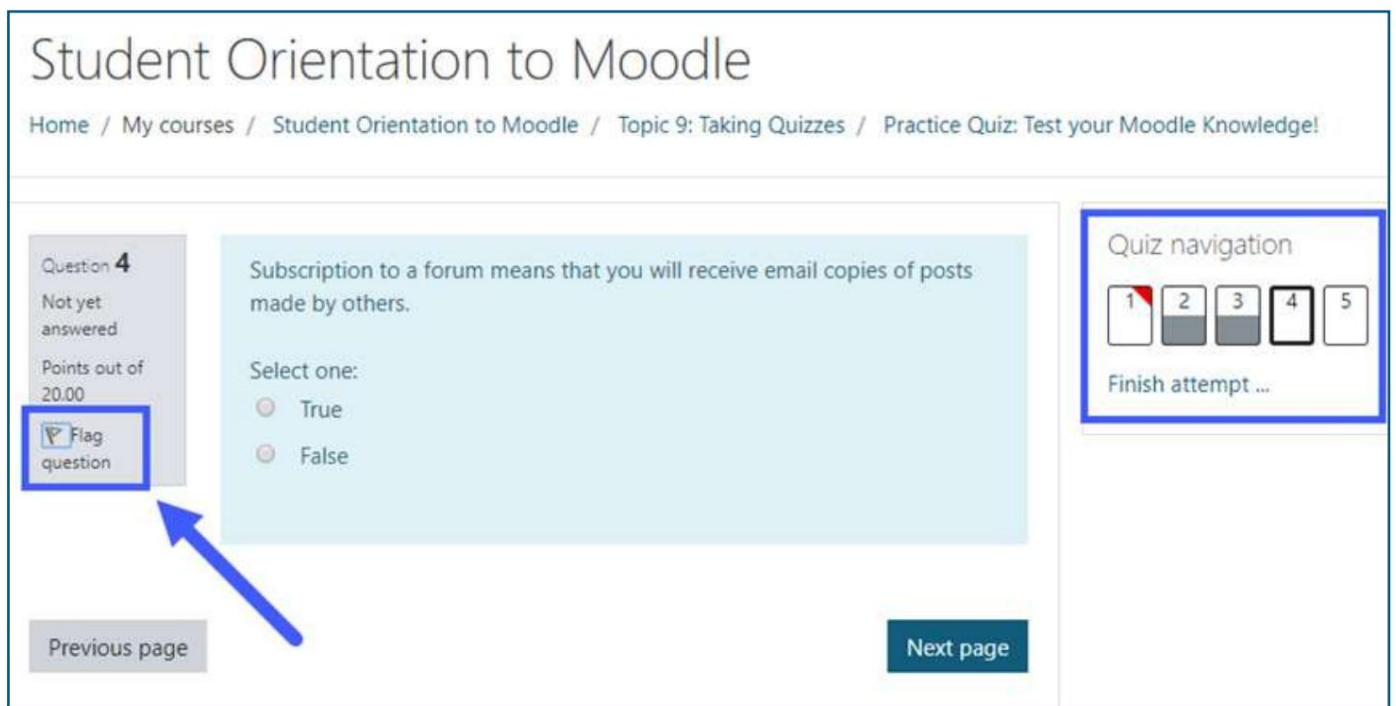 Student Orientation to Moodle
Home / My courses / Student Orientation to Moodle / Topic 9: Taking Quizzes / Practice Quiz: Test your Moodle Knowledge!
Question 4
Not yet
answered
Points out of
20.00
Flag
question
Subscription to a forum means that you will receive email copies of posts
made by others.
Select one:
True
False
Previous page
Next page
Quiz navigation
1 2 3 4 5
Finish attempt ...